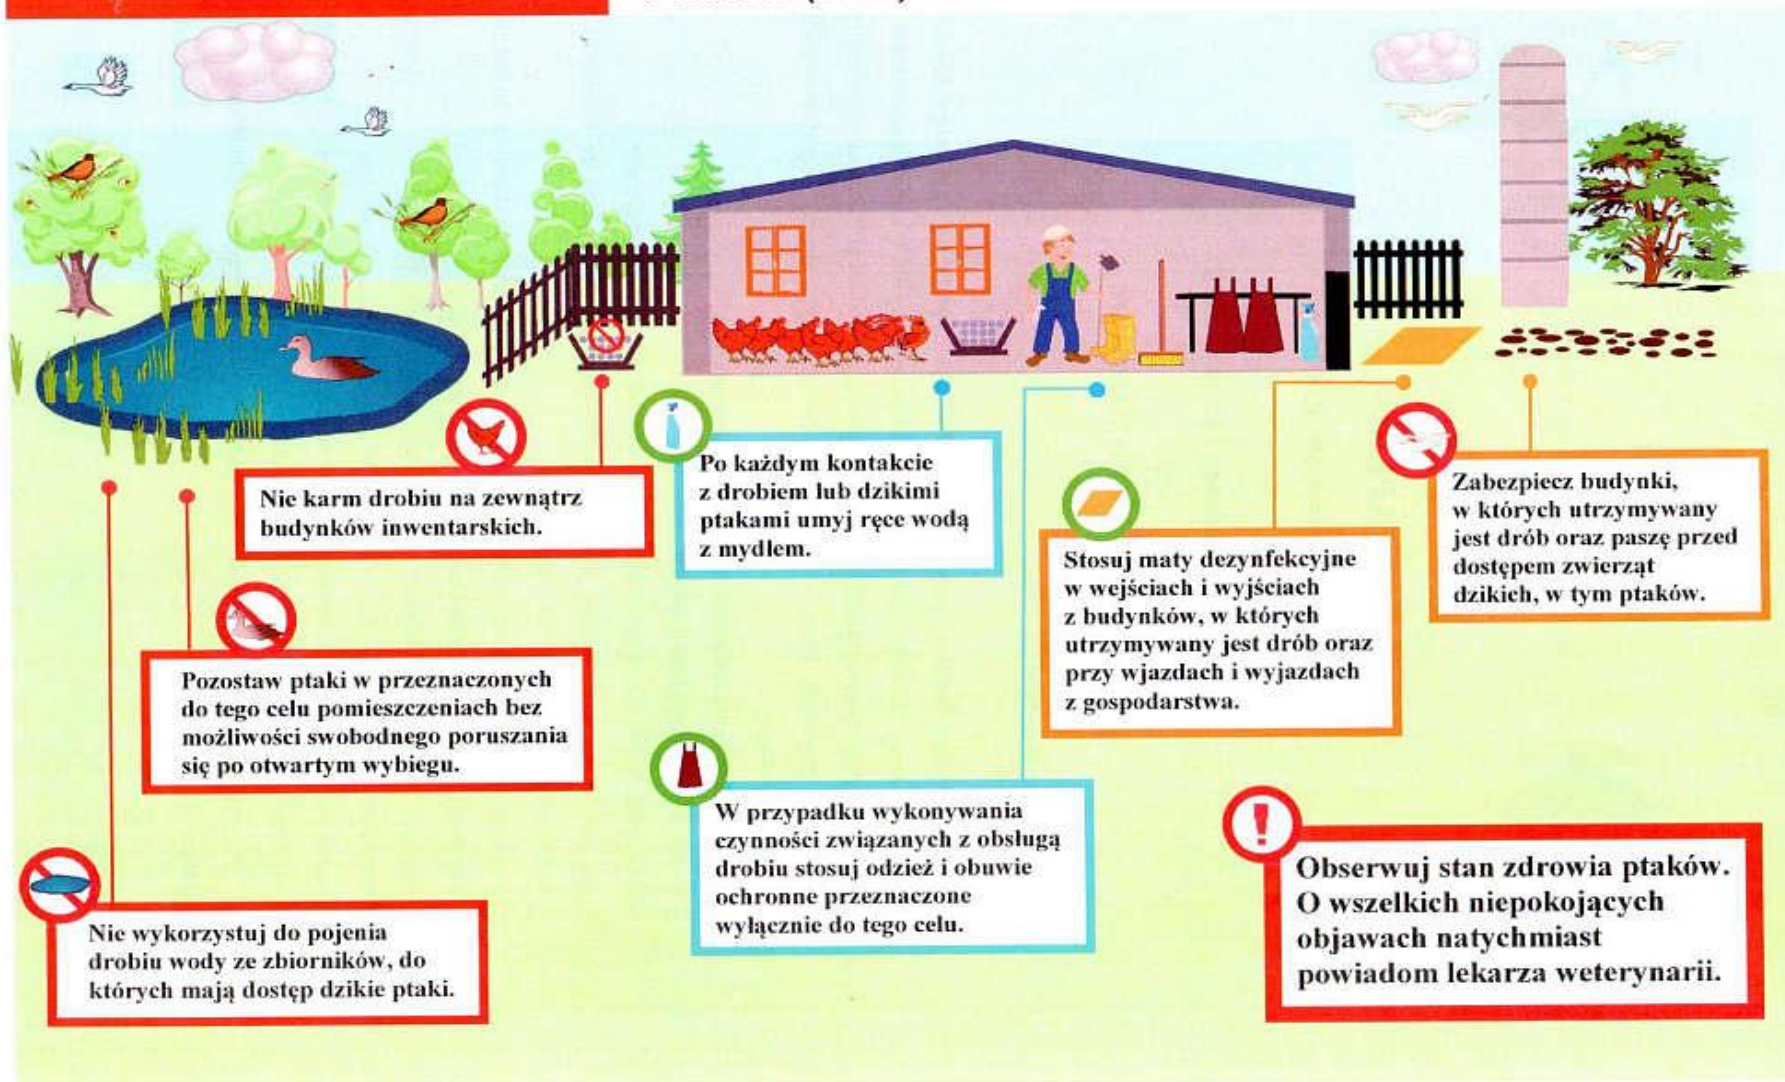 Nie karm drobiu na zewnątrz
budynków inwentarskich.
Po każdym kontakcie
z drobiem lub dzikimi
ptakami umyj ręce wodą
z mydłem.
Stosuj maty dezynfekcyjne
w wejściach i wyjściach
z budynków, w których
utrzymywany jest drób oraz
przy wjazdach i wyjazdach
z gospodarstwa.
Zabezpiecz budynki,
w których utrzymywany
jest drób oraz paszę przed
dostępem zwierząt
dzikich, w tym ptaków.
Pozostaw ptaki w przeznaczonych
do tego celu pomieszczeniach bez
możliwości swobodnego poruszania
się po otwartym wybiegu.
W przypadku wykonywania
czynności związanych z obsługą
drobiu stosuj odzież i obuwie
ochronne przeznaczone
wyłącznie do tego celu.
Nie wykorzystuj do pojenia
drobiu wody ze zbiorników, do
których mają dostęp dzikie ptaki.
!
Obserwuj stan zdrowia ptaków.
O wszelkich niepokojących
objawach natychmiast
powiadom lekarza weterynarii.